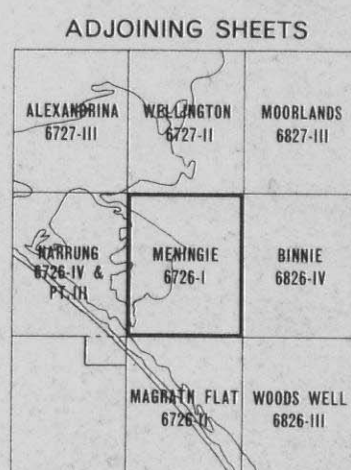 ADJOINING SHEETS
ALEXANDRINA
6727-III
WELLINGTON
6727-II
MOORLANDS
6827-III
NARRUNG
6726-IV &
PT. III
MENINGIE
6726-I
BINNIE
6826-IV
MAGRATH FLAT
6726-II
WOODS WELL
6826-III